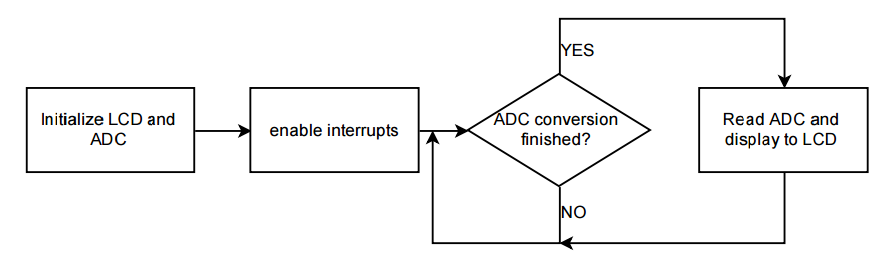 Initialize LCD and
ADC
enable interrupts
ADC conversion
finished?
YES
NO
Read ADC and
display to LCD